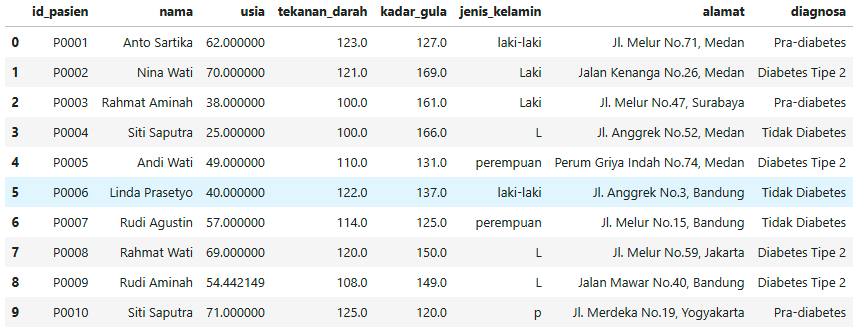 id_pasien nama usia tekanan_darah kadar_gula jenis_kelamin alamat diagnosa
0 P0001 Anto Sartika 62.000000 123.0 127.0 laki-laki Jl. Melur No.71, Medan Pra-diabetes
1 P0002 Nina Wati 70.000000 121.0 169.0 Laki Jalan Kenanga No.26, Medan Diabetes Tipe 2
2 P0003 Rahmat Aminah 38.000000 100.0 161.0 Laki Jl. Melur No.47, Surabaya Pra-diabetes
3 P0004 Siti Saputra 25.000000 100.0 166.0 L Jl. Anggrek No.52, Medan Tidak Diabetes
4 P0005 Andi Wati 49.000000 110.0 131.0 perempuan Perum Griya Indah No.74, Medan Diabetes Tipe 2
5 P0006 Linda Prasetyo 40.000000 122.0 137.0 laki-laki Jl. Anggrek No.3, Bandung Tidak Diabetes
6 P0007 Rudi Agustin 57.000000 114.0 125.0 perempuan Jl. Melur No.15, Bandung Tidak Diabetes
7 P0008 Rahmat Wati 69.000000 120.0 150.0 L Jl. Melur No.59, Jakarta Diabetes Tipe 2
8 P0009 Rudi Aminah 54.442149 108.0 149.0 L Jalan Mawar No.40, Bandung Diabetes Tipe 2
9 P0010 Siti Saputra 71.000000 125.0 120.0 p Jl. Merdeka No.19, Yogyakarta Pra-diabetes